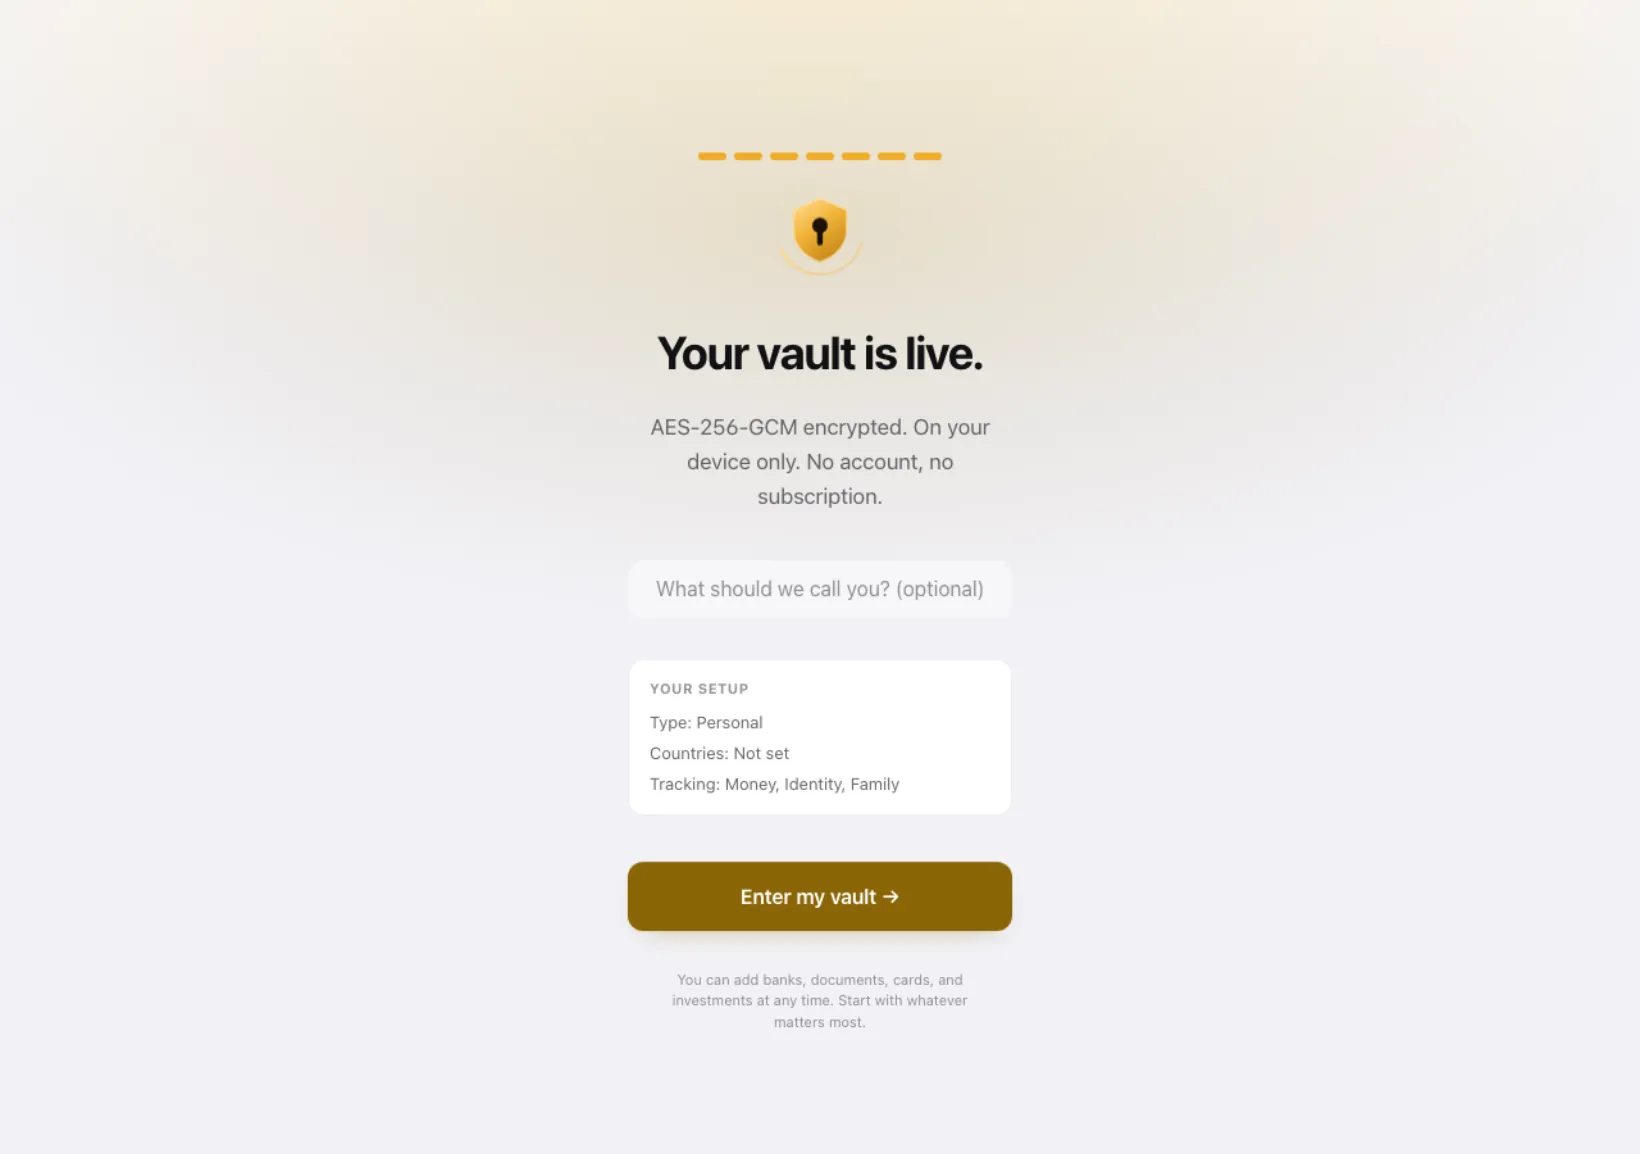 Your vault is live.
AES-256-GCM encrypted. On your
device only. No account, no
subscription.
What should we call you? (optional)
YOUR SETUP
Type: Personal
Countries: Not set
Tracking: Money, Identity, Family
Enter my vault →
You can add banks, documents, cards, and
investments at any time. Start with whatever
matters most.